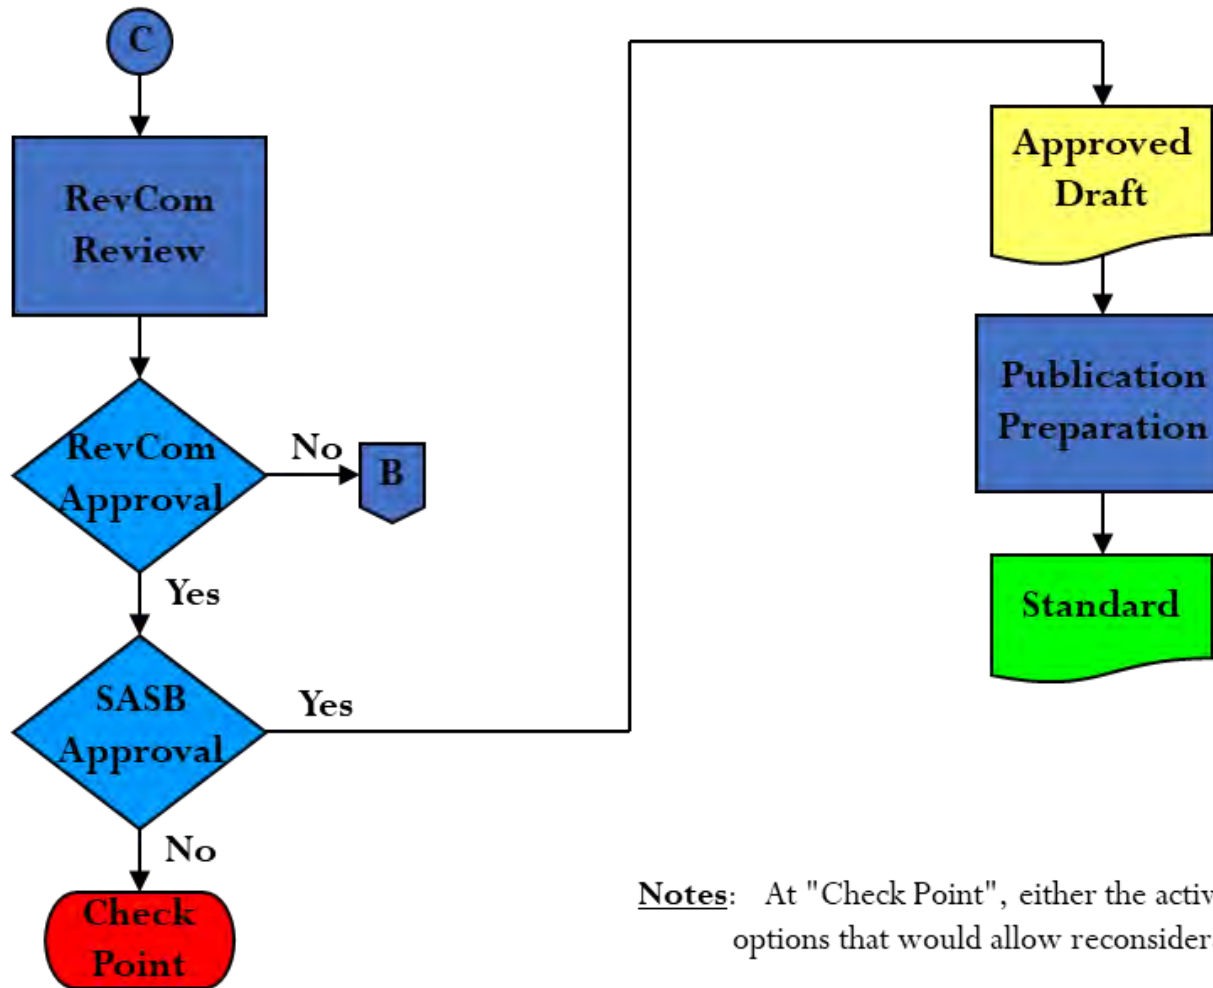 C
RevCom
Review
RevCom
Approval
No
B
Yes
SASB
Approval
Yes
No
Check
Point
Approved
Draft
Publication
Preparation
Standard
Notes: At "Check Point", either the activ
options that would allow reconsider